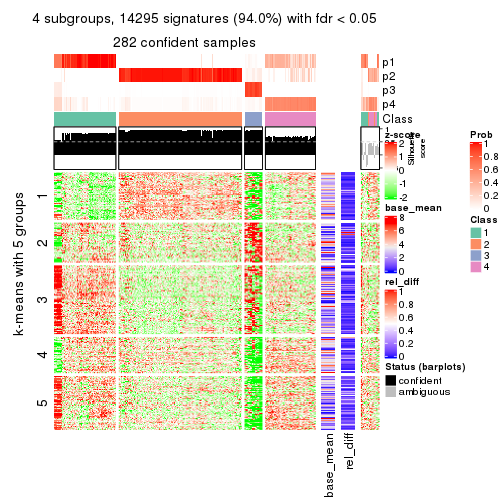 4 subgroups, 14295 signatures (94.0%) with fdr < 0.05
282 confident samples
p1
p2
p3
p4
Class
1
Silhouette
score
k-means with 5 groups
1
2
3
4
5
base_mean
rel_diff
z-score
2
1
0
-1
-2
base_mean
8
6
4
2
0
rel_diff
1
0.8
0.6
0.4
0.2
0
Status (barplots)
confident
ambiguous
Prob
1
0.8
0.6
0.4
0.2
0
Class
1
2
3
4